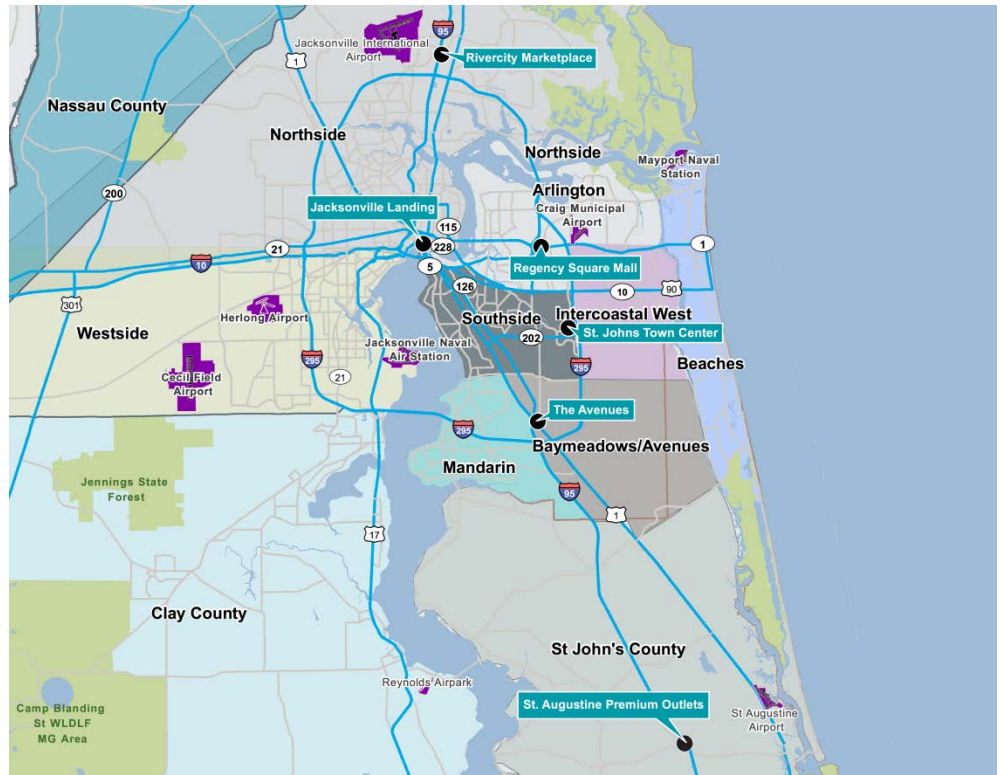 Jacksonville International
Airport
95
Rivercity Marketplace
1
Nassau County
Northside
Northside
Mayport Naval
Station
200
Arlington
Jacksonville Landing
Craig Municipal
Airport
115
21
228
1
10
5
Regency Square Mall
126
10
90
301
Herlong Airport
Southside
Intercoastal West
Westside
202
St. Johns Town Center
Jacksonville Naval
Air Station
295
295
Beaches
Cecil Field
Airport
21
The Avenues
295
Baymeadows/Avenues
Mandarin
Jennings State
Forest
95
1
17
Clay County
St John's County
Reynolds Airpark
Camp Blanding
St WLDLF
MG Area
St. Augustine Premium Outlets
St Augustine
Airport